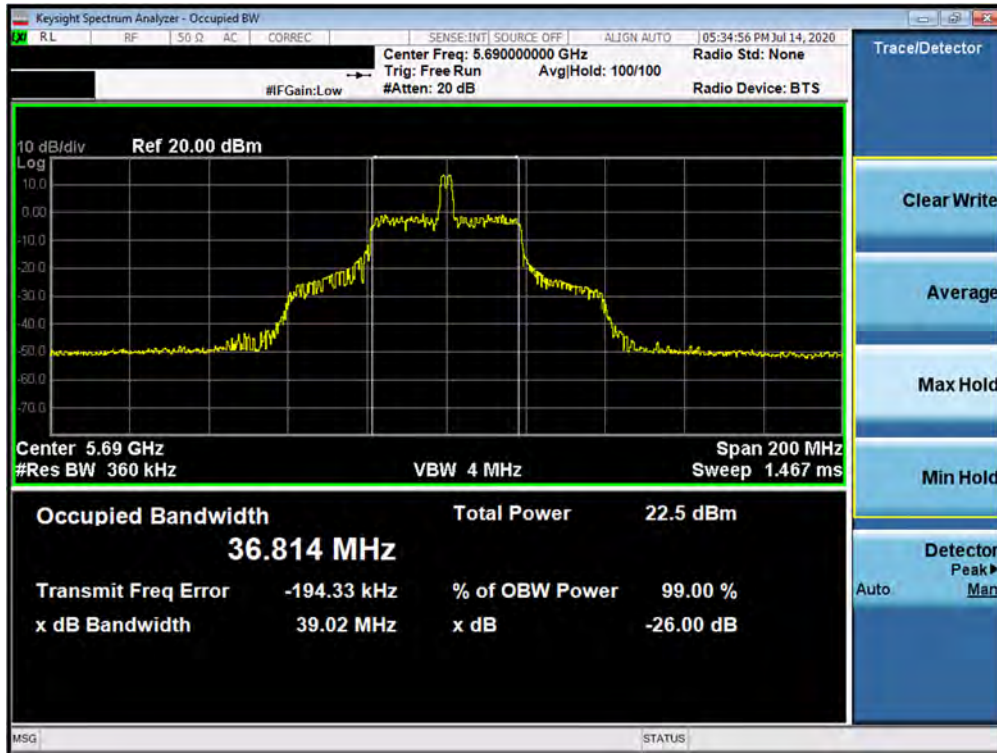 Keysight Spectrum Analyzer - Occupied BW
LXI RL RF 50 Ω AC CORREC SENSE:INT SOURCE OFF ALIGN AUTO 05:34:56 PM Jul 14, 2020
Center Freq: 5.690000000 GHz Radio Std: None
Trig: Free Run Avg|Hold: 100/100
#IFGain:Low #Atten: 20 dB Radio Device: BTS
Trace/Detector
10 dB/div Ref 20.00 dBm
Log
10.0
0.00
-10.0
-20.0
-30.0
-40.0
-50.0
-60.0
-70.0
Center 5.69 GHz Span 200 MHz
#Res BW 360 kHz VBW 4 MHz Sweep 1.467 ms
Occupied Bandwidth Total Power 22.5 dBm
36.814 MHz
Transmit Freq Error -194.33 kHz % of OBW Power 99.00 %
x dB Bandwidth 39.02 MHz x dB -26.00 dB
Clear Write
Average
Max Hold
Min Hold
Detector
Peak
Auto Man
MSG STATUS